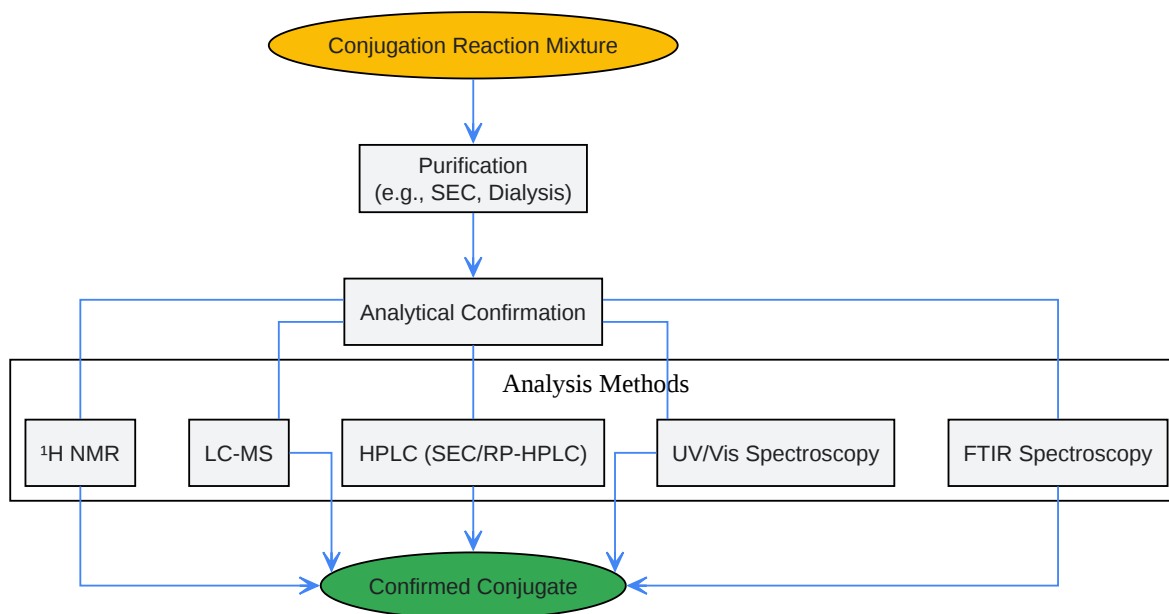 Conjugation Reaction Mixture
Purification
(e.g., SEC, Dialysis)
Analytical Confirmation
Analysis Methods
¹H NMR
LC-MS
HPLC (SEC/RP-HPLC)
UV/Vis Spectroscopy
FTIR Spectroscopy
Confirmed Conjugate